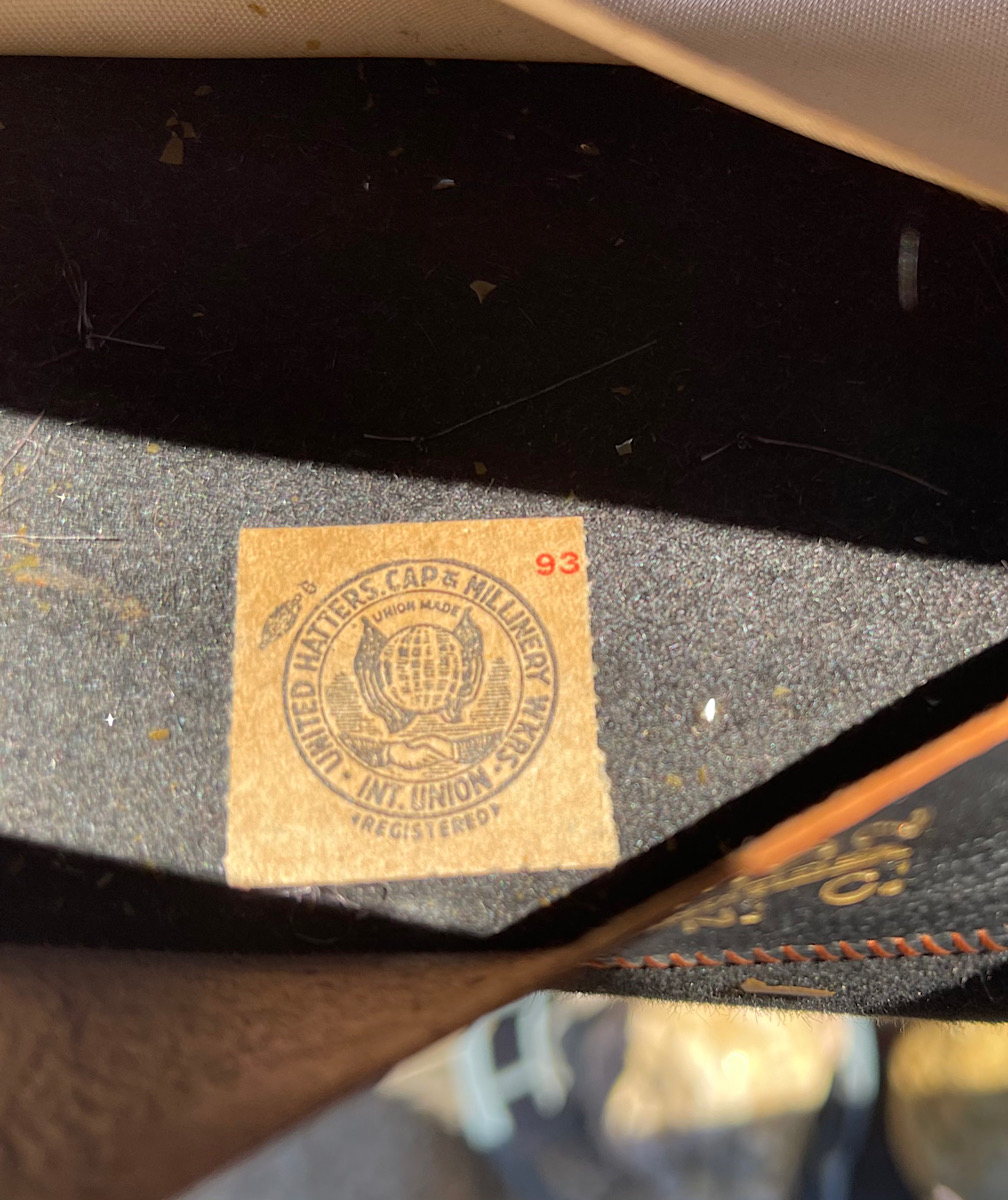 93
UNITED HATTERS. CAP & MILLINERY WKRS.
UNION MADE
INT. UNION
REGISTERED